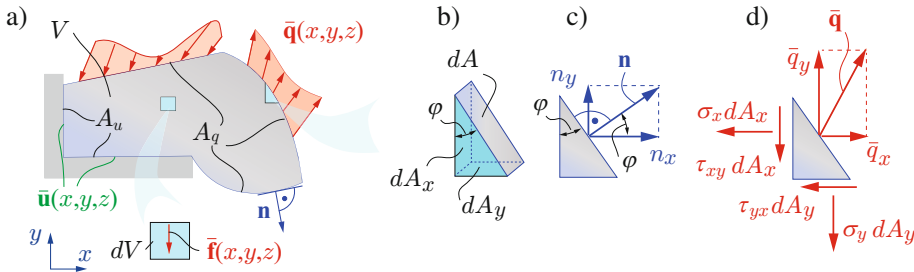 a)
V
q̄(x,y,z)
A_u
A_q
ū(x,y,z)
n
y
x
dV
f̄(x,y,z)
b)
dA
φ
dA_x
dA_y
c)
n_y
n
φ
φ
n_x
d)
q̄
q̄_y
σ_x dA_x
q̄_x
τ_xy dA_x
τ_yx dA_y
σ_y dA_y